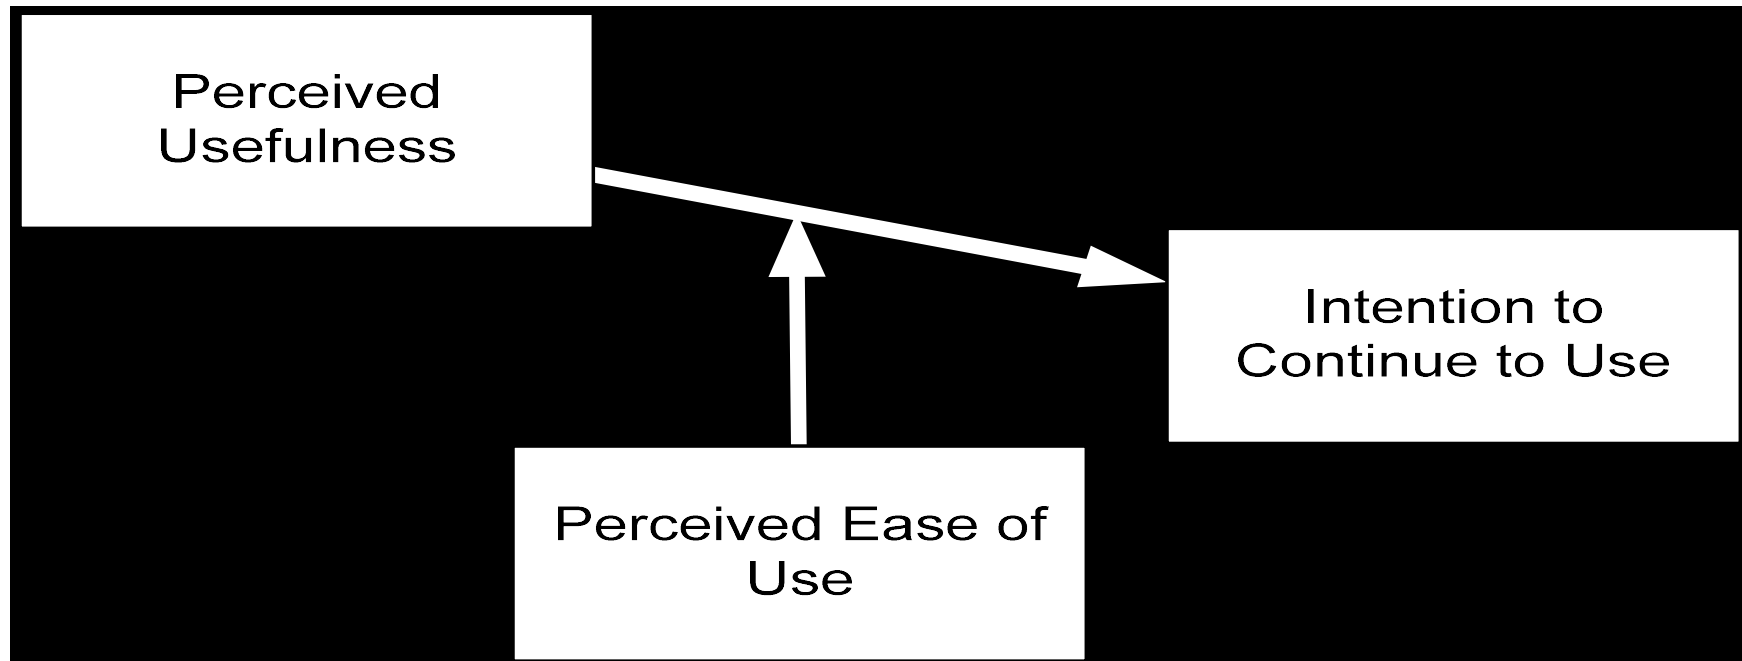 Perceived
Usefulness
Intention to
Continue to Use
Perceived Ease of
Use